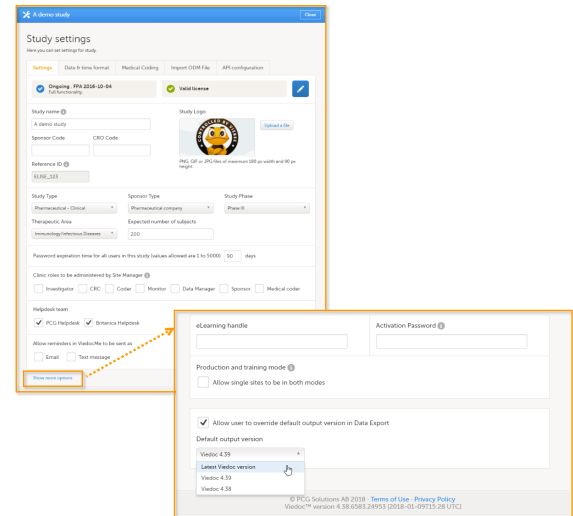 A demo study
Close
Study settings
Here you can set settings for study.
Settings Date & time format Medical Coding Import ODM File API configuration
Ongoing , FPA 2016-10-04
Full functionality
Valid license
Study name
A demo study
Study Logo
CONTROLLED
Upload a file
Sponsor Code CRO Code
PNG, GIF or JPG files of maximum 180 px width and 90 px
height
Reference ID
ELISE_123
Study Type Sponsor Type Study Phase
Pharmaceutical - Clinical Pharmaceutical company Phase III
Therapeutic Area Expected number of subjects
Immunology/Infectious Diseases 200
Password expiration time for all users in this study (values allowed are 1 to 5000) 90 days
Clinic roles to be administered by Site Manager
Investigator CRC Coder Monitor Data Manager Sponsor Medical coder
Helpdesk team
PCG Helpdesk Britanica Helpdesk
Allow reminders in ViedocMe to be sent as
Email Text message
Show more options
eLearning handle Activation Password
Production and training mode
Allow single sites to be in both modes
Allow user to override default output version in Data Export
Default output version
Viedoc 4.39
Latest Viedoc version
Viedoc 4.39
Viedoc 4.38
© PCG Solutions AB 2018 - Terms of Use - Privacy Policy
Viedoc™ version 4.38.6583.24953 [2018-01-09T15:28 UTC]